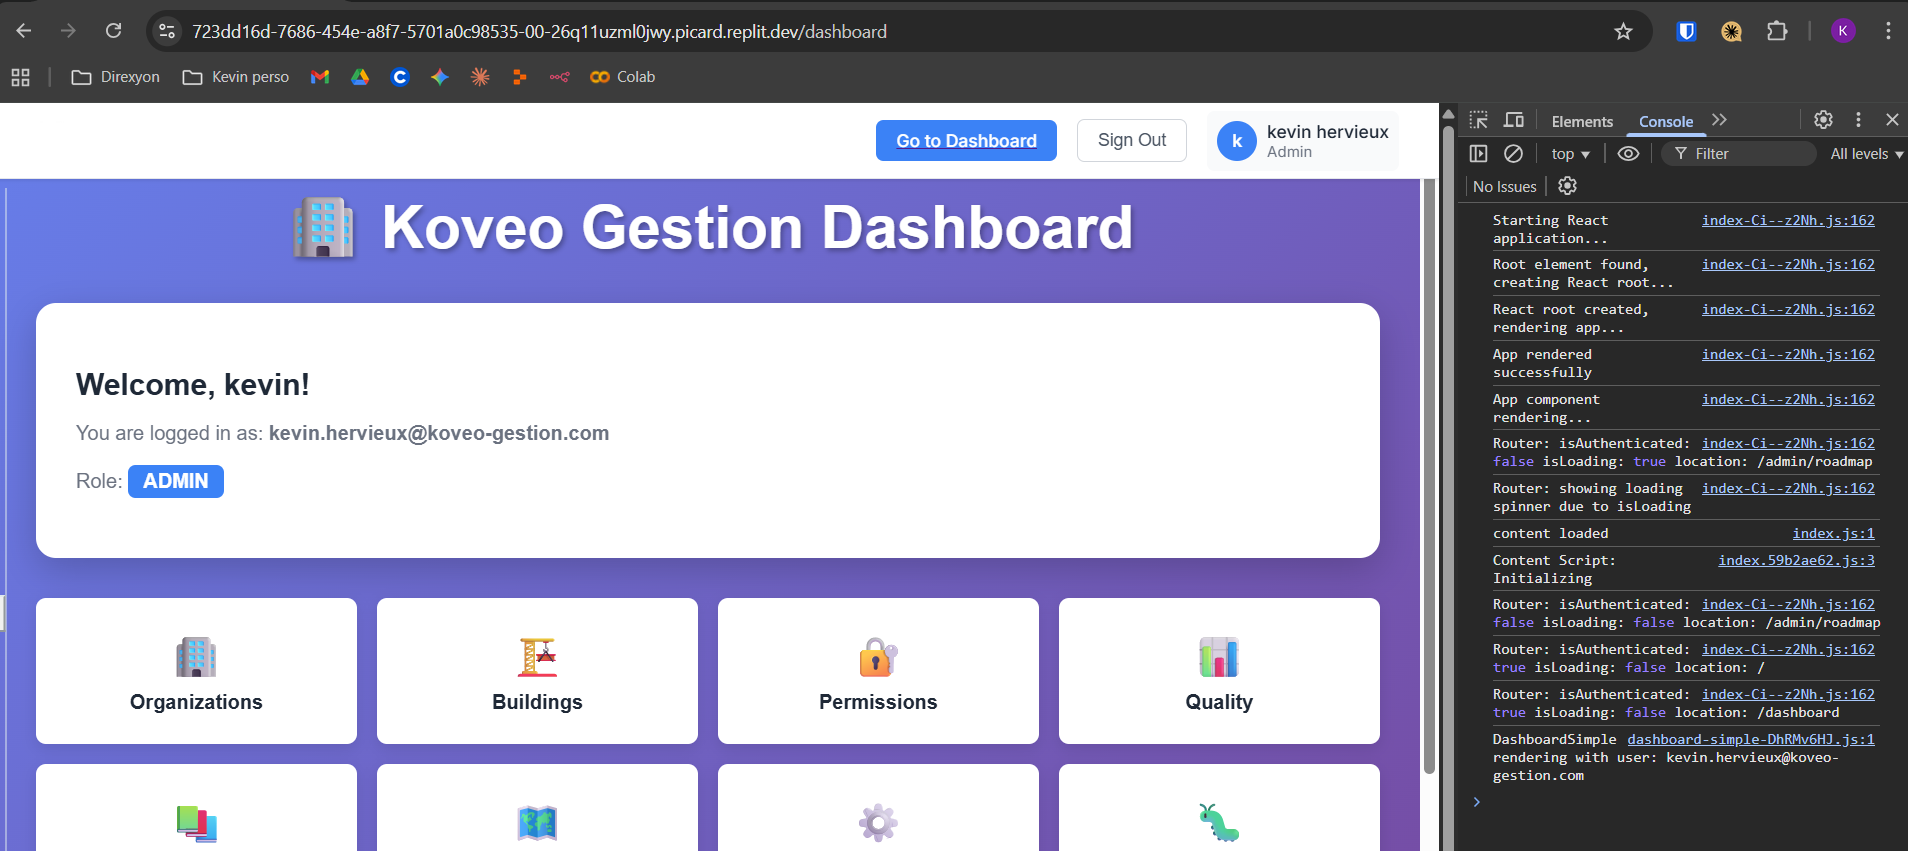 723dd16d-7686-454e-a8f7-5701a0c98535-00-26q11uzml0jwy.picard.replit.dev/dashboard
K
Direxyon
Kevin perso
Colab
Go to Dashboard
Sign Out
k
kevin hervieux
Admin
Koveo Gestion Dashboard
Welcome, kevin!
You are logged in as: kevin.hervieux@koveo-gestion.com
Role: ADMIN
Organizations
Buildings
Permissions
Quality
Elements
Console
top
Filter
All levels
No Issues
Starting React index-Ci--z2Nh.js:162
application...
Root element found, index-Ci--z2Nh.js:162
creating React root...
React root created, index-Ci--z2Nh.js:162
rendering app...
App rendered index-Ci--z2Nh.js:162
successfully
App component index-Ci--z2Nh.js:162
rendering...
Router: isAuthenticated: index-Ci--z2Nh.js:162
false isLoading: true location: /admin/roadmap
Router: showing loading index-Ci--z2Nh.js:162
spinner due to isLoading
content loaded index.js:1
Content Script: index.59b2ae62.js:3
Initializing
Router: isAuthenticated: index-Ci--z2Nh.js:162
false isLoading: false location: /admin/roadmap
Router: isAuthenticated: index-Ci--z2Nh.js:162
true isLoading: false location: /
Router: isAuthenticated: index-Ci--z2Nh.js:162
true isLoading: false location: /dashboard
DashboardSimple dashboard-simple-DhRMv6HJ.js:1
rendering with user: kevin.hervieux@koveo-
gestion.com